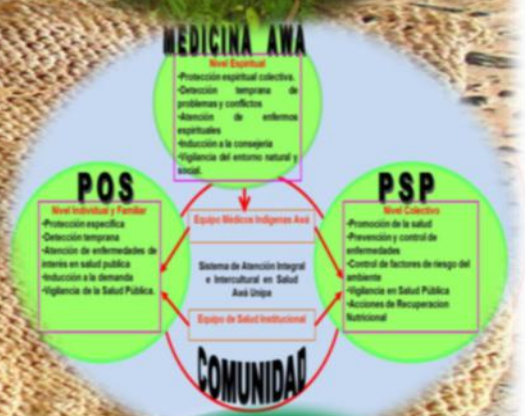 MEDICINA AWA
Nivel Espiritual
•Protección espiritual colectiva.
•Detección temprana de
problemas y conflictos
•Atención de enfermos
espirituales
•Inducción a la consejería
•Vigilancia del entorno natural y
social.
POS
Nivel Individual y Familiar
•Protección específica
•Detección temprana
•Atención de enfermedades de
interés en salud publica
•Inducción a la demanda
•Vigilancia de la Salud Pública.
PSP
Nivel Colectivo
•Promoción de la salud
•Prevención y control de
enfermedades
•Control de factores de riesgo del
ambiente
•Vigilancia en Salud Pública
•Acciones de Recuperacion
Nutricional
Equipo Médicos Indígenas Awá
Sistema de Atención Integral
e Intercultural en Salud
Awá Unipa
Equipo de Salud Institucional
COMUNIDAD